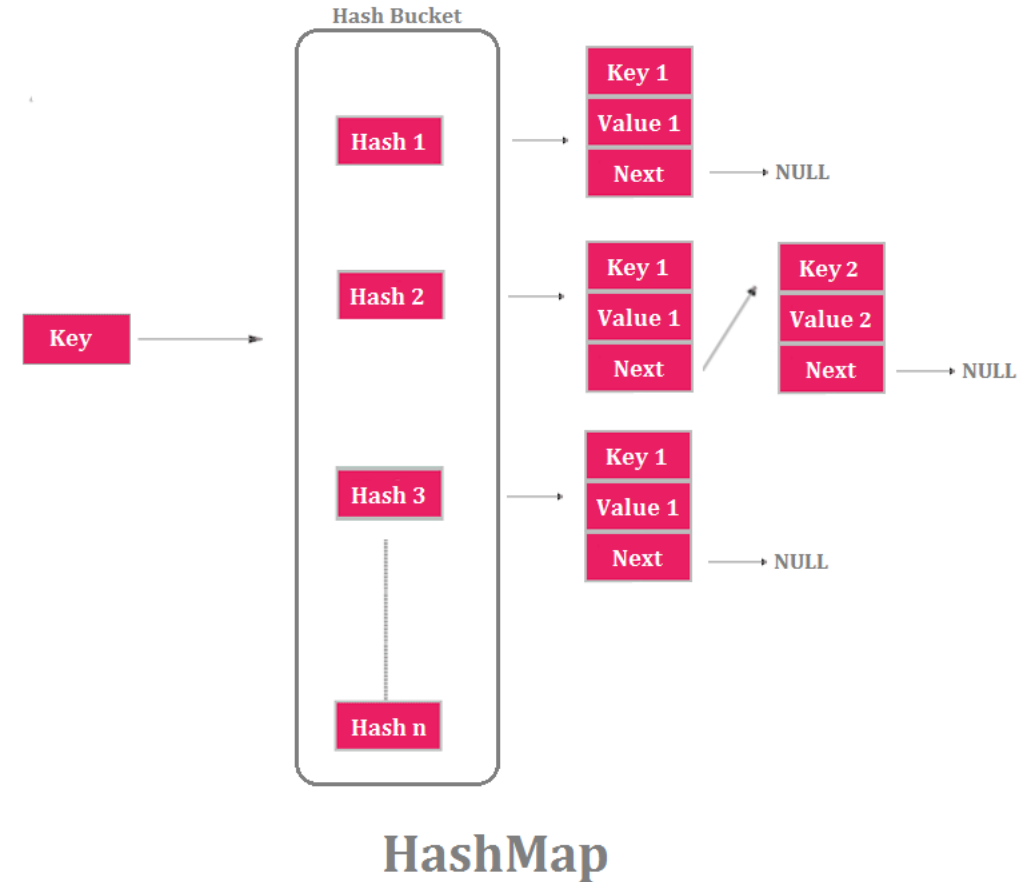 Hash Bucket
Key
Hash 1
Key 1
Value 1
Next
NULL
Hash 2
Key 1
Value 1
Next
Key 2
Value 2
Next
NULL
Hash 3
Key 1
Value 1
Next
NULL
Hash n
HashMap